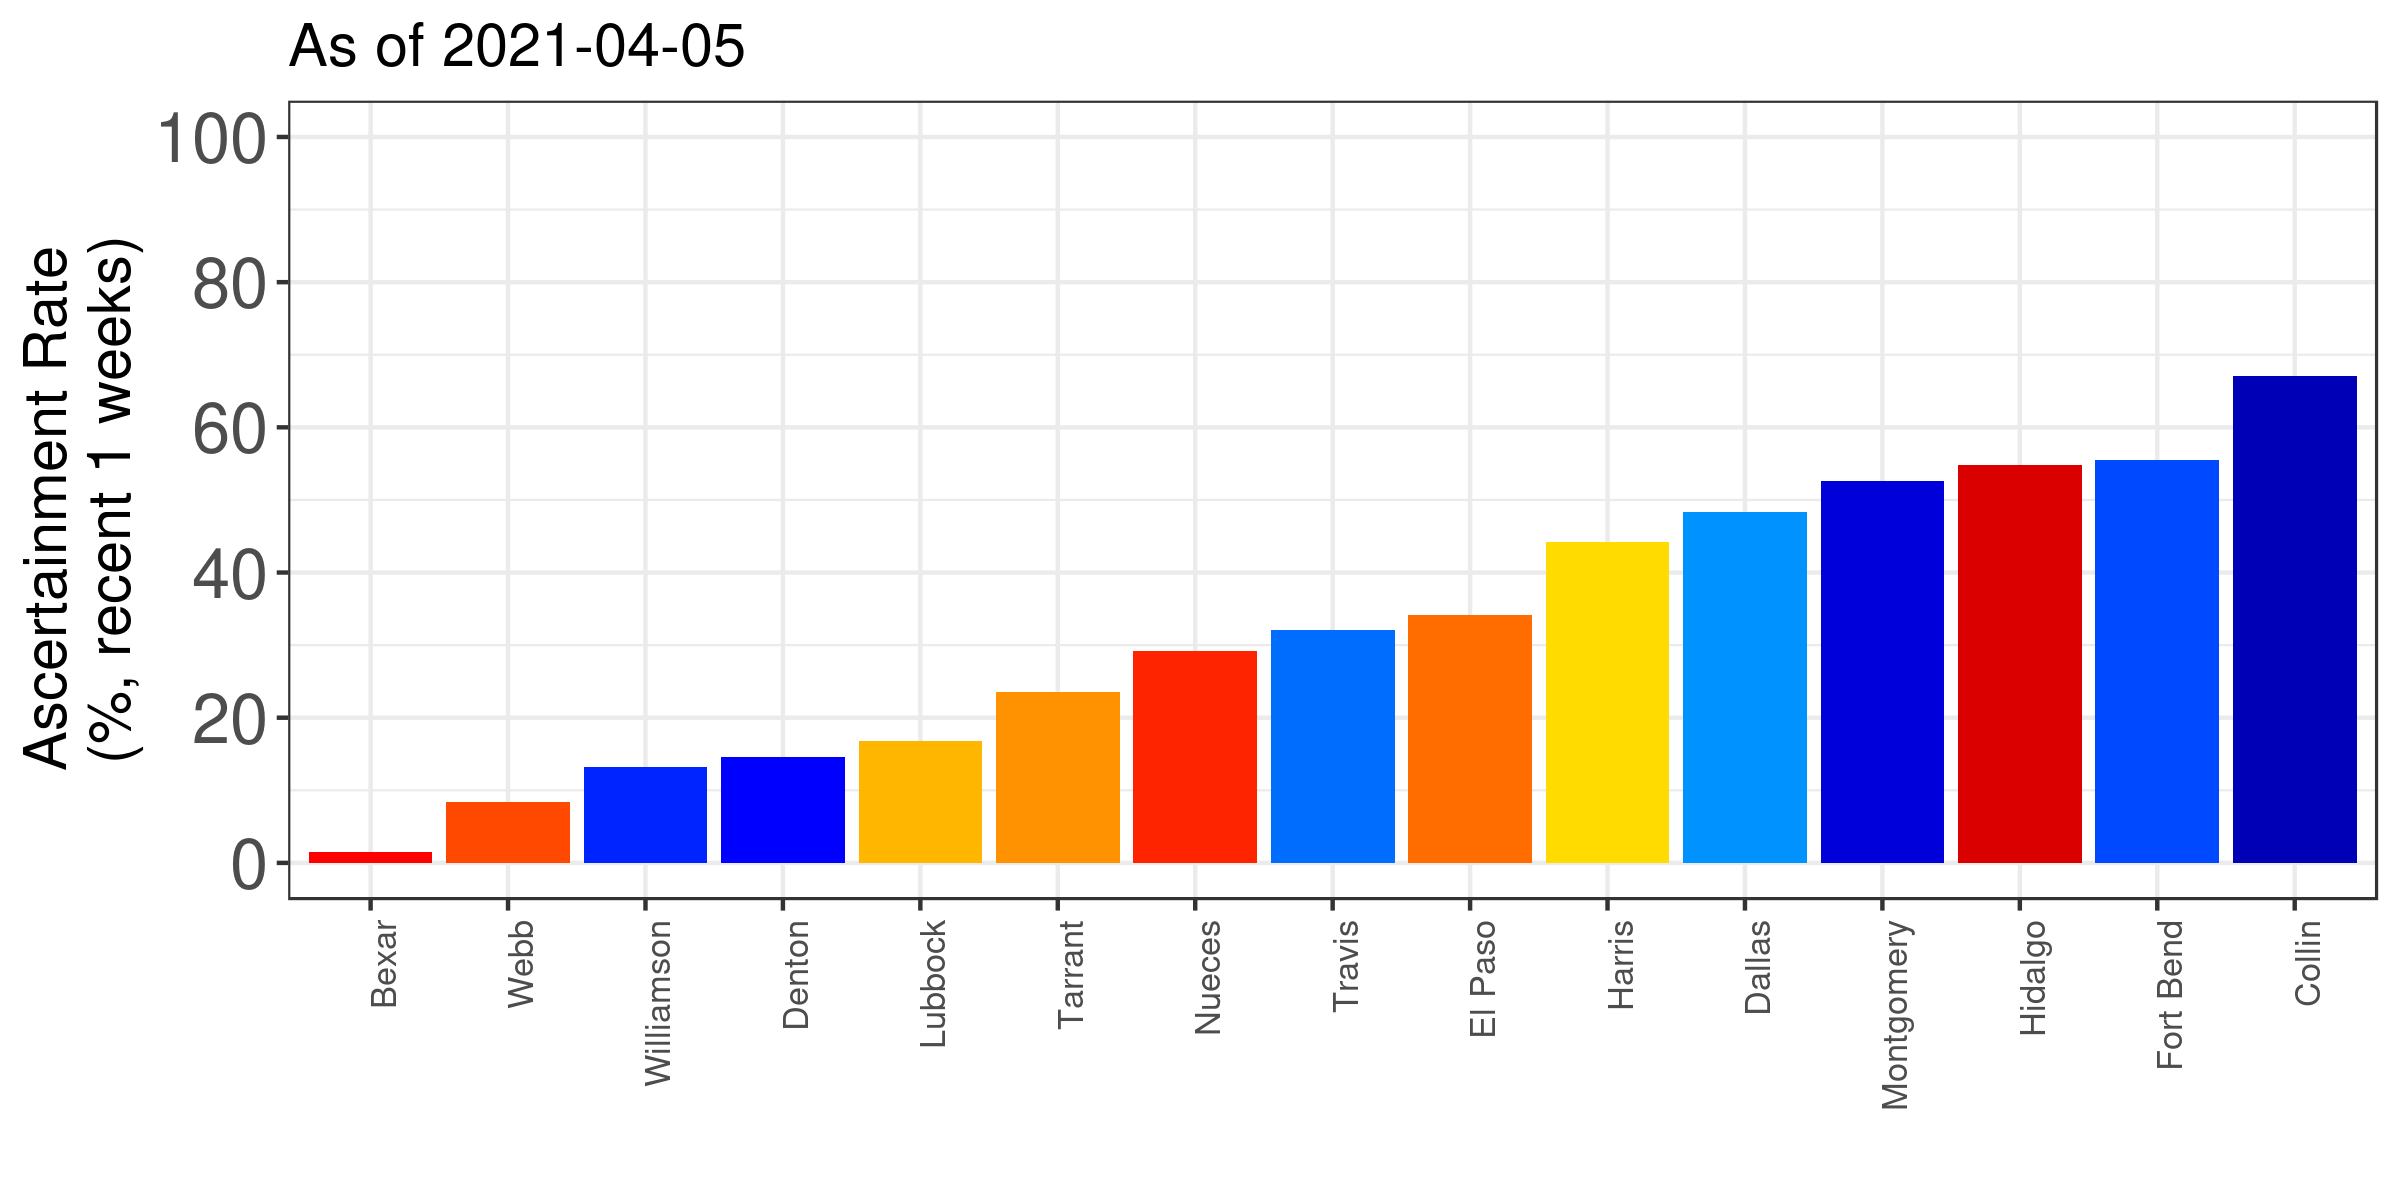 As of 2021-04-05
Ascertainment Rate
(%, recent 1 weeks)
100
80
60
40
20
0
Bexar
Webb
Williamson
Denton
Lubbock
Tarrant
Nueces
Travis
El Paso
Harris
Dallas
Montgomery
Hidalgo
Fort Bend
Collin